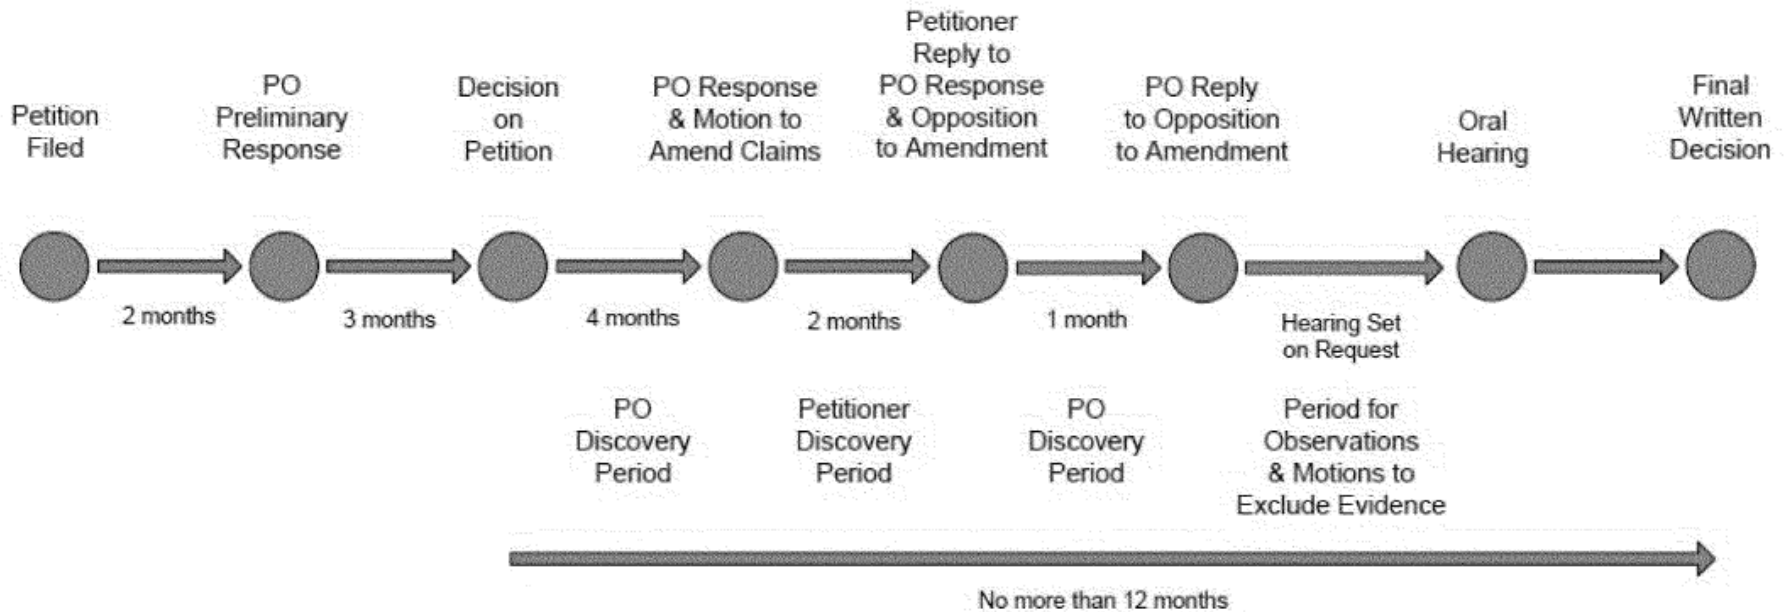 Petition
Filed
PO
Preliminary
Response
Decision
on
Petition
PO Response
& Motion to
Amend Claims
Petitioner
Reply to
PO Response
& Opposition
to Amendment
PO Reply
to Opposition
to Amendment
Oral
Hearing
Final
Written
Decision
2 months
3 months
4 months
2 months
1 month
Hearing Set
on Request
PO
Discovery
Period
Petitioner
Discovery
Period
PO
Discovery
Period
Period for
Observations
& Motions to
Exclude Evidence
No more than 12 months